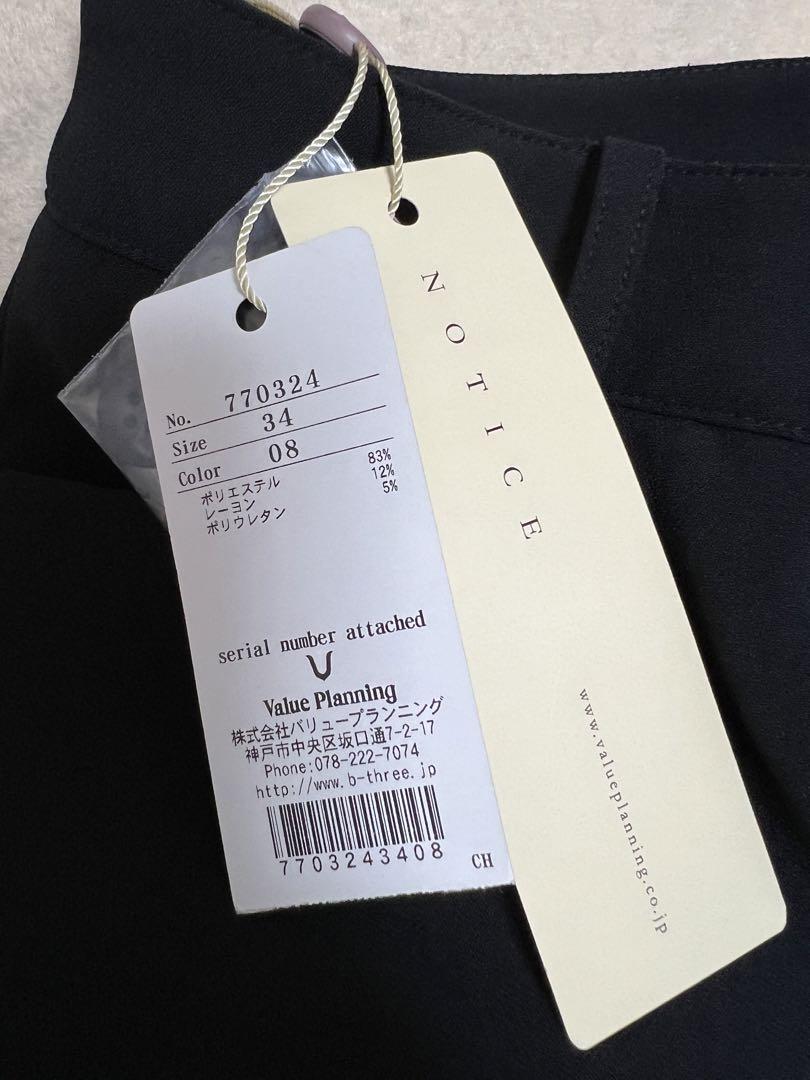 No. 770324
Size 34
Color 08
ポリエステル 83%
レーヨン 12%
ポリウレタン 5%
serial number attached
Value Planning
株式会社バリュープランニング
神戸市中央区坂口通7-2-17
Phone:078-222-7074
http://www.b-three.jp
7703243408
CH
NOTICE
www.valueplanning.co.jp